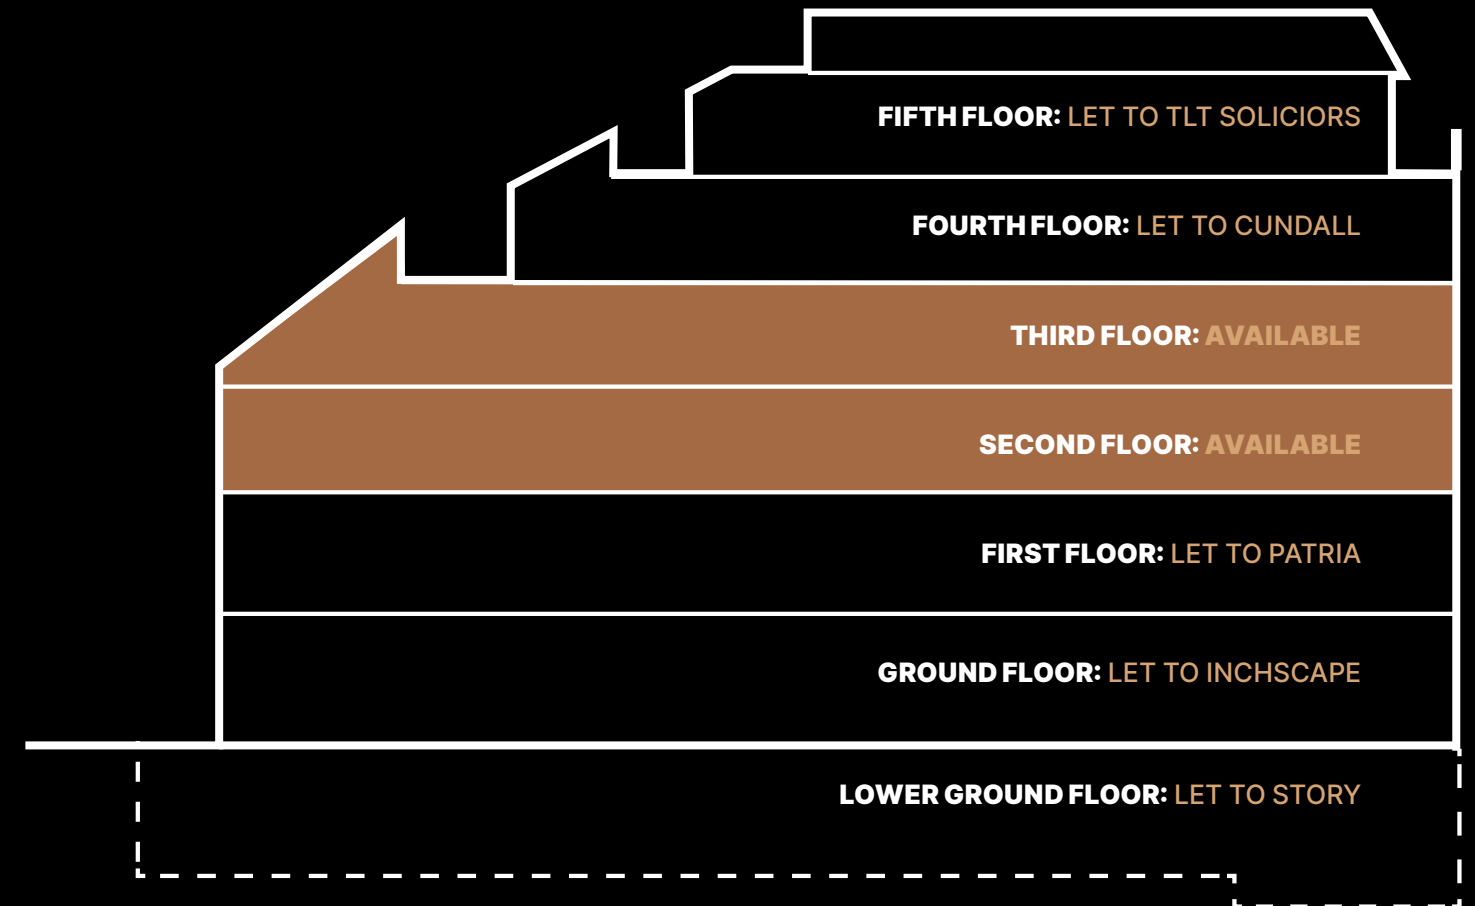 FIFTH FLOOR: LET TO TLT SOLICIORS
FOURTH FLOOR: LET TO CUNDALL
THIRD FLOOR: AVAILABLE
SECOND FLOOR: AVAILABLE
FIRST FLOOR: LET TO PATRIA
GROUND FLOOR: LET TO INCHSCAPE
LOWER GROUND FLOOR: LET TO STORY